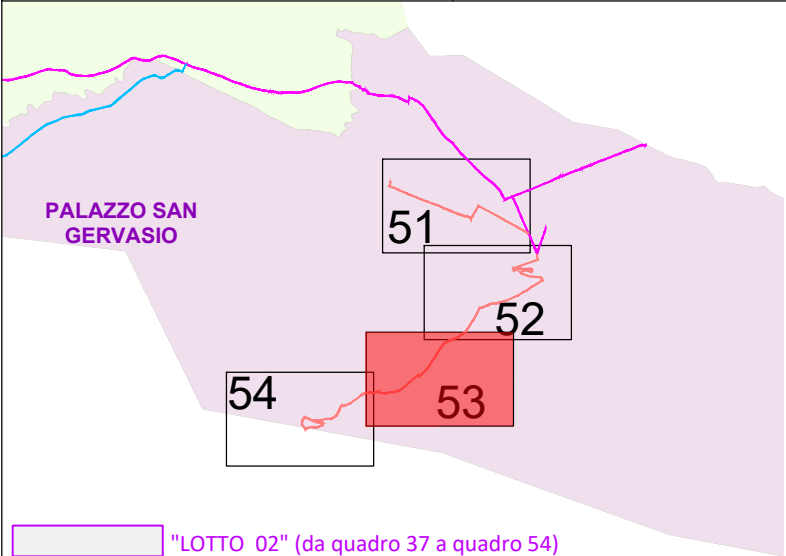 PALAZZO SAN
GERVASIO
51
52
53
54
"LOTTO 02" (da quadro 37 a quadro 54)